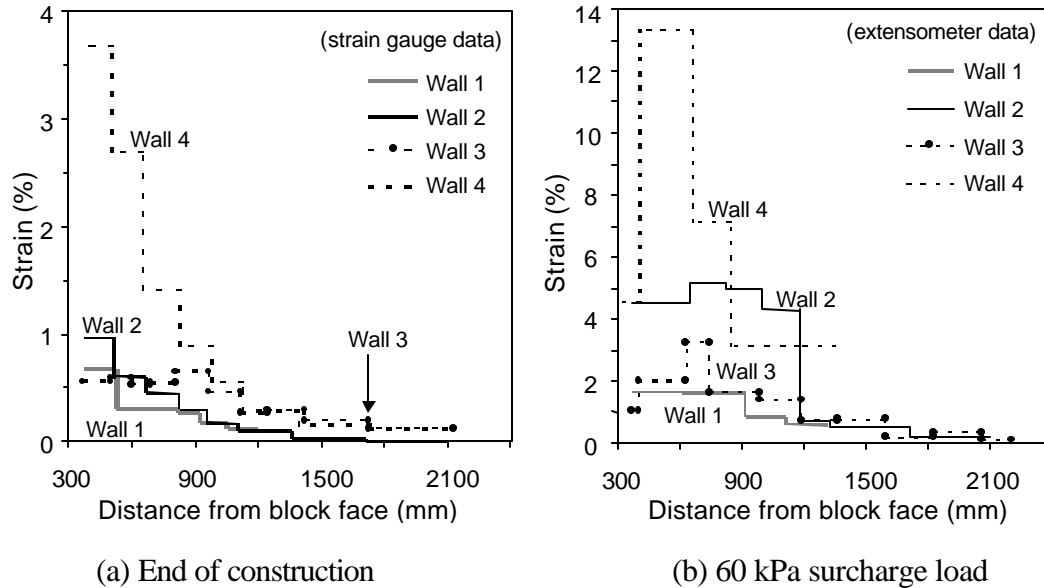 4
3
2
1
0
Strain (%)
(strain gauge data)
Wall 1
Wall 2
Wall 3
Wall 4
Wall 4
Wall 2
Wall 3
Wall 1
300
900
1500
2100
Distance from block face (mm)
(a) End of construction
14
12
10
8
6
4
2
0
Strain (%)
(extensometer data)
Wall 1
Wall 2
Wall 3
Wall 4
Wall 4
Wall 2
Wall 3
Wall 1
300
900
1500
2100
Distance from block face (mm)
(b) 60 kPa surcharge load